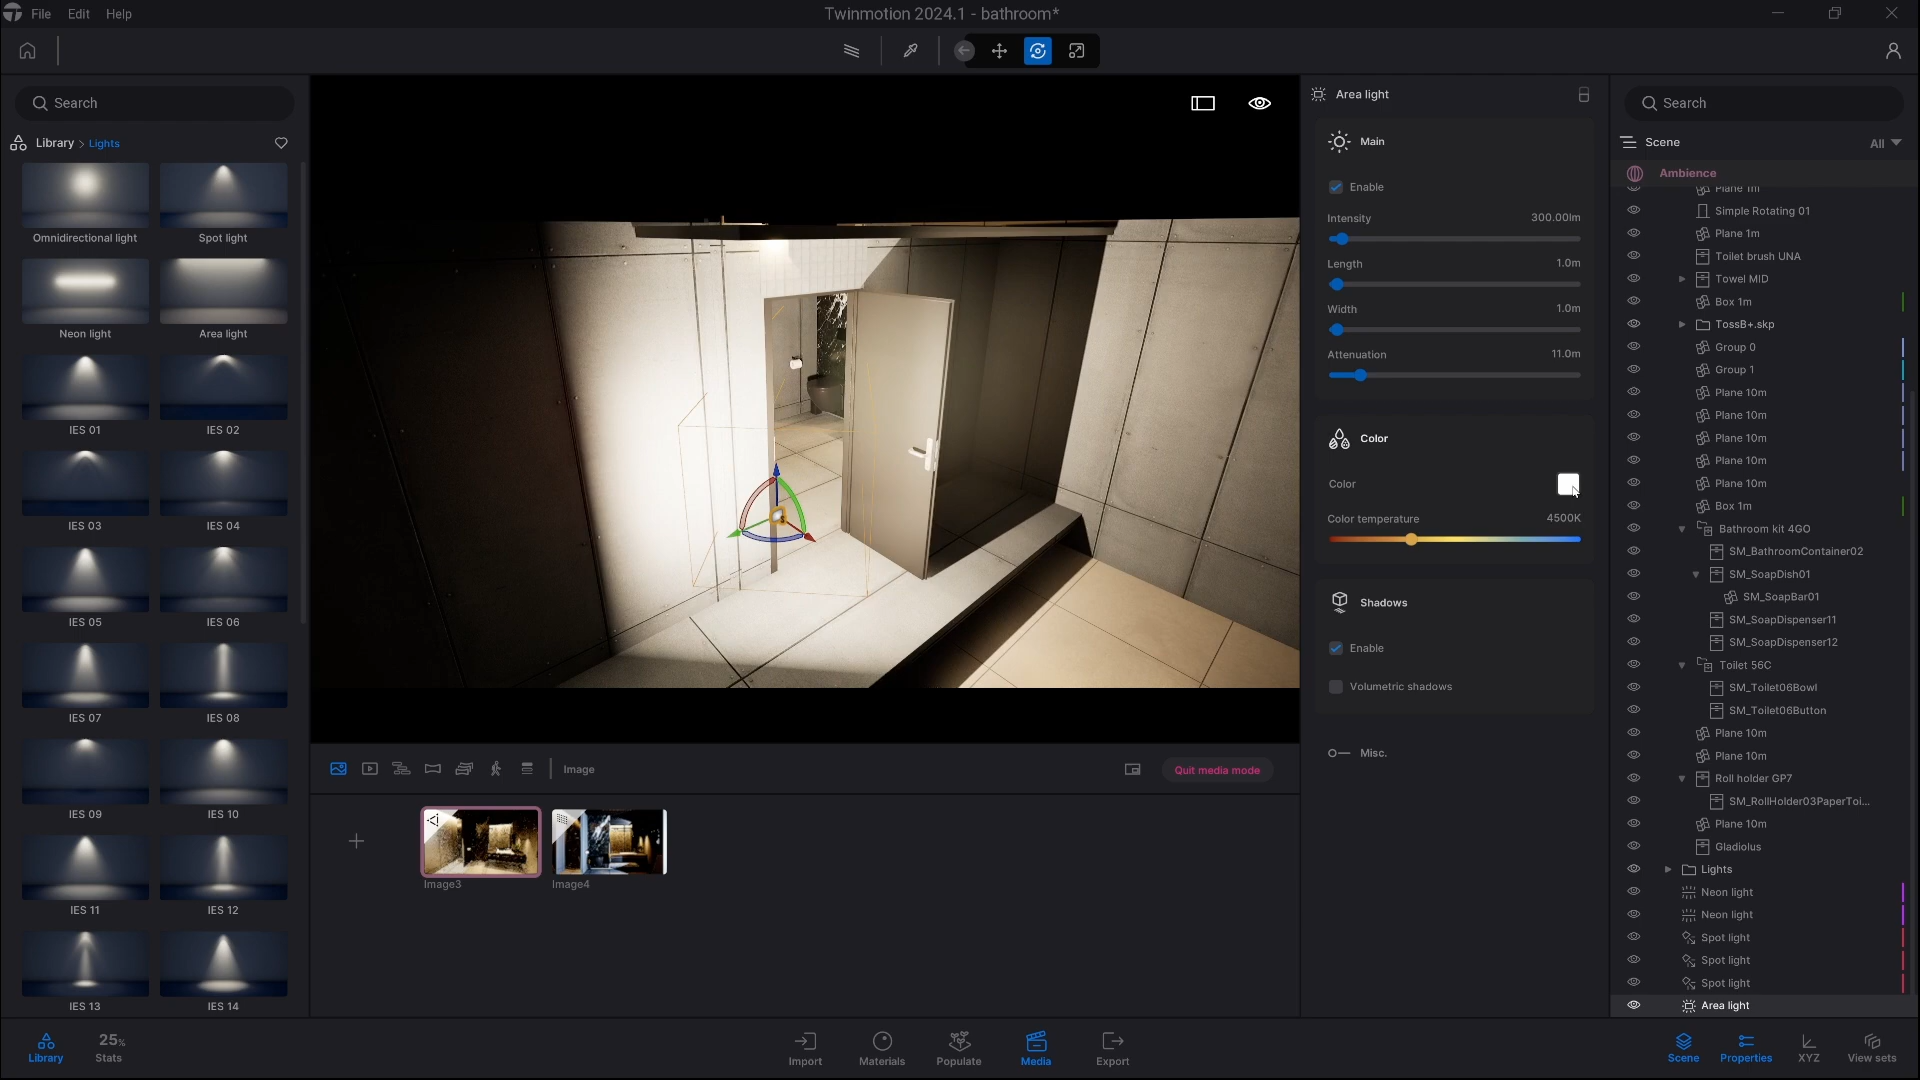 File Edit Help
Twinmotion 2024.1 - bathroom*
Search
Library > Lights
Omnidirectional light
Spot light
Neon light
Area light
IES 01
IES 02
IES 03
IES 04
IES 05
IES 06
IES 07
IES 08
IES 09
IES 10
IES 11
IES 12
IES 13
IES 14
Image
Quit media mode
Image3
Image4
Area light
Main
Enable
Intensity 300.00lm
Length 1.0m
Width 1.0m
Attenuation 11.0m
Color
Color
Color temperature 4500K
Shadows
Enable
Volumetric shadows
Misc.
Search
Scene All
Ambience
Plane 1m
Simple Rotating 01
Plane 1m
Toilet brush UNA
Towel MID
Box 1m
TossB+.skp
Group 0
Group 1
Plane 10m
Plane 10m
Plane 10m
Plane 10m
Plane 10m
Box 1m
Bathroom kit 4GO
SM_BathroomContainer02
SM_SoapDish01
SM_SoapBar01
SM_SoapDispenser11
SM_SoapDispenser12
Toilet 56C
SM_Toilet06Bowl
SM_Toilet06Button
Plane 10m
Plane 10m
Roll holder GP7
SM_RollHolder03PaperToi...
Plane 10m
Gladiolus
Lights
Neon light
Neon light
Spot light
Spot light
Spot light
Area light
Library
25%
Stats
Import
Materials
Populate
Media
Export
Scene
Properties
XYZ
View sets